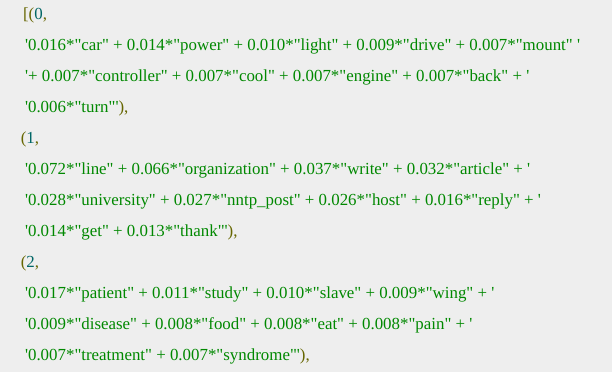 [(0,
'0.016*"car" + 0.014*"power" + 0.010*"light" + 0.009*"drive" + 0.007*"mount" '
'+ 0.007*"controller" + 0.007*"cool" + 0.007*"engine" + 0.007*"back" + '
'0.006*"turn"'),
(1,
'0.072*"line" + 0.066*"organization" + 0.037*"write" + 0.032*"article" + '
'0.028*"university" + 0.027*"nntp_post" + 0.026*"host" + 0.016*"reply" + '
'0.014*"get" + 0.013*"thank"'),
(2,
'0.017*"patient" + 0.011*"study" + 0.010*"slave" + 0.009*"wing" + '
'0.009*"disease" + 0.008*"food" + 0.008*"eat" + 0.008*"pain" + '
'0.007*"treatment" + 0.007*"syndrome"'),